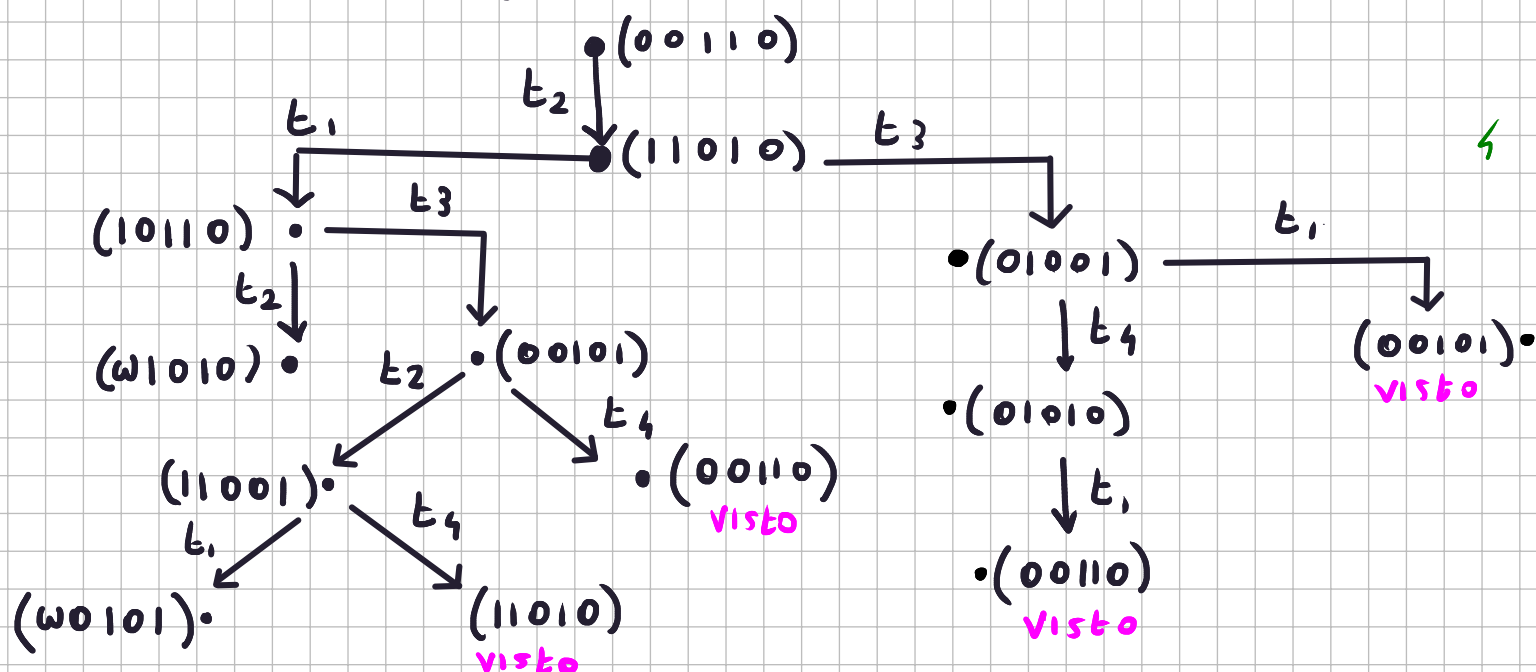 (00110)
t2
t1
(11010)
t3
4
(10110)
t3
t1
(01001)
t2
t4
(00101)
visto
(ω1010)
t2
(00101)
t4
(01010)
(11001)
t4
(00110)
visto
t1
t1
(ω0101)
(11010)
visto
(00110)
visto